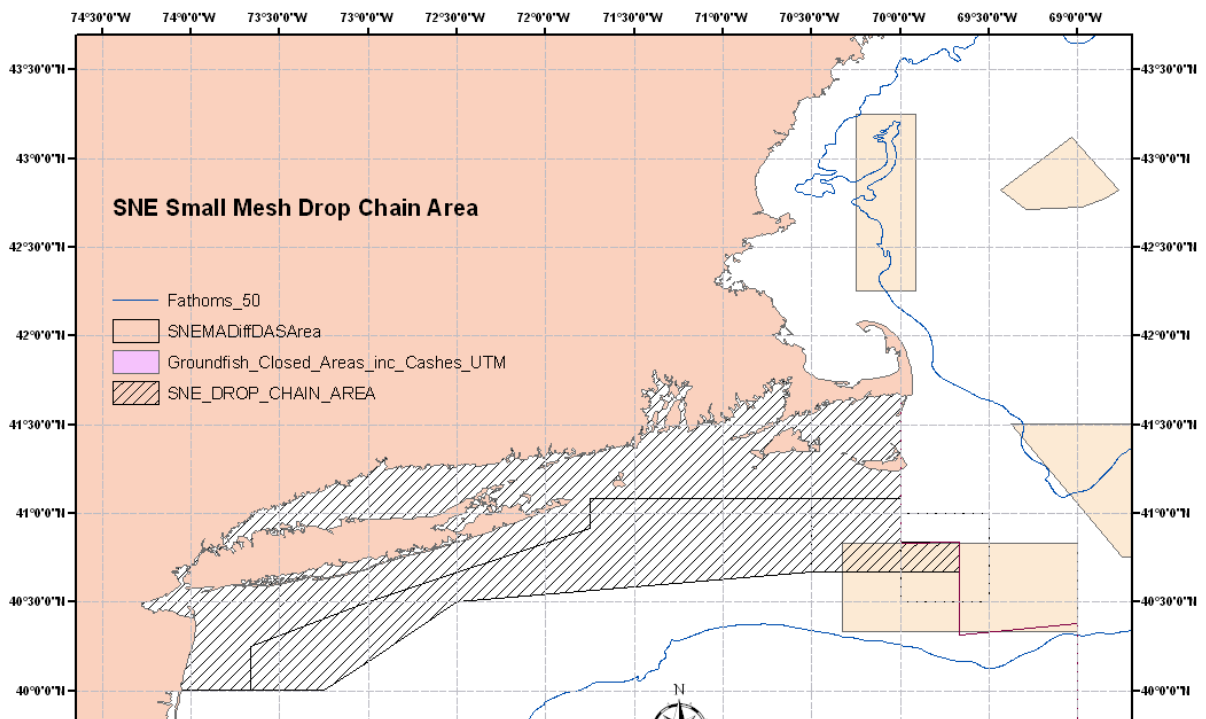 74°30'0"W 74°0'0"W 73°30'0"W 73°0'0"W 72°30'0"W 72°0'0"W 71°30'0"W 71°0'0"W 70°30'0"W 70°0'0"W 69°30'0"W 69°0'0"W
43°30'0"N 43°30'0"N
43°0'0"N 43°0'0"N
SNE Small Mesh Drop Chain Area
42°30'0"N 42°30'0"N
Fathoms_50
SNEMADiffDASArea
42°0'0"N 42°0'0"N
Groundfish_Closed_Areas_inc_Cashes_UTM
SNE_DROP_CHAIN_AREA
41°30'0"N 41°30'0"N
41°0'0"N 41°0'0"N
40°30'0"N 40°30'0"N
40°0'0"N 40°0'0"N
N